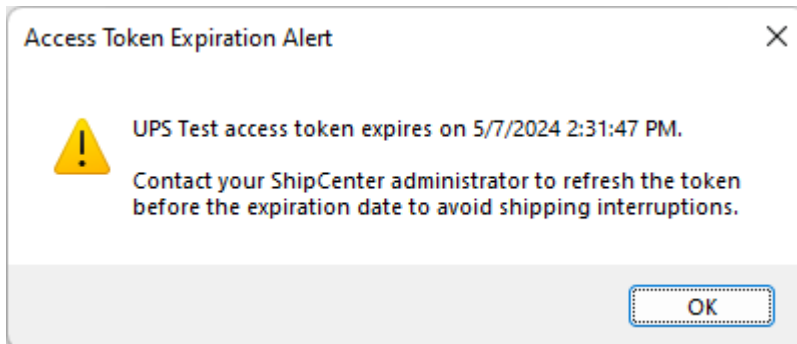 Access Token Expiration Alert
UPS Test access token expires on 5/7/2024 2:31:47 PM.
Contact your ShipCenter administrator to refresh the token
before the expiration date to avoid shipping interruptions.
OK